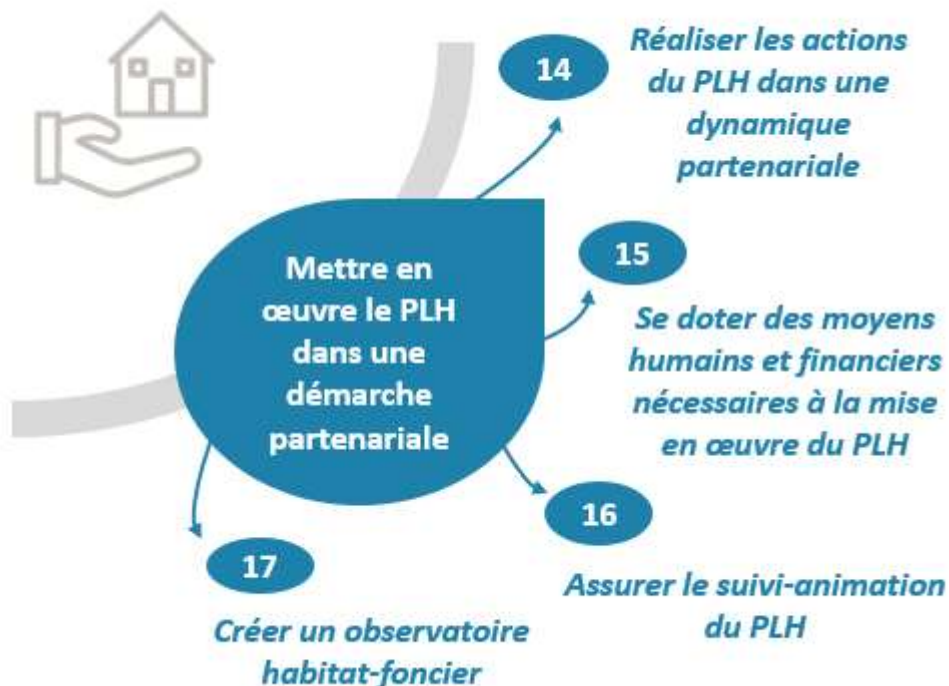 14
Réaliser les actions
du PLH dans une
dynamique
partenariale
Mettre en
œuvre le PLH
dans une
démarche
partenariale
15
Se doter des moyens
humains et financiers
nécessaires à la mise
en œuvre du PLH
16
Assurer le suivi-animation
du PLH
17
Créer un observatoire
habitat-foncier